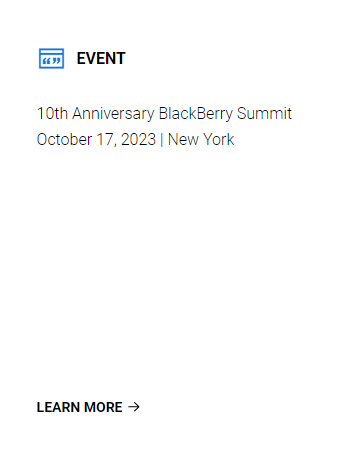 EVENT
10th Anniversary BlackBerry Summit
October 17, 2023 | New York
LEARN MORE →